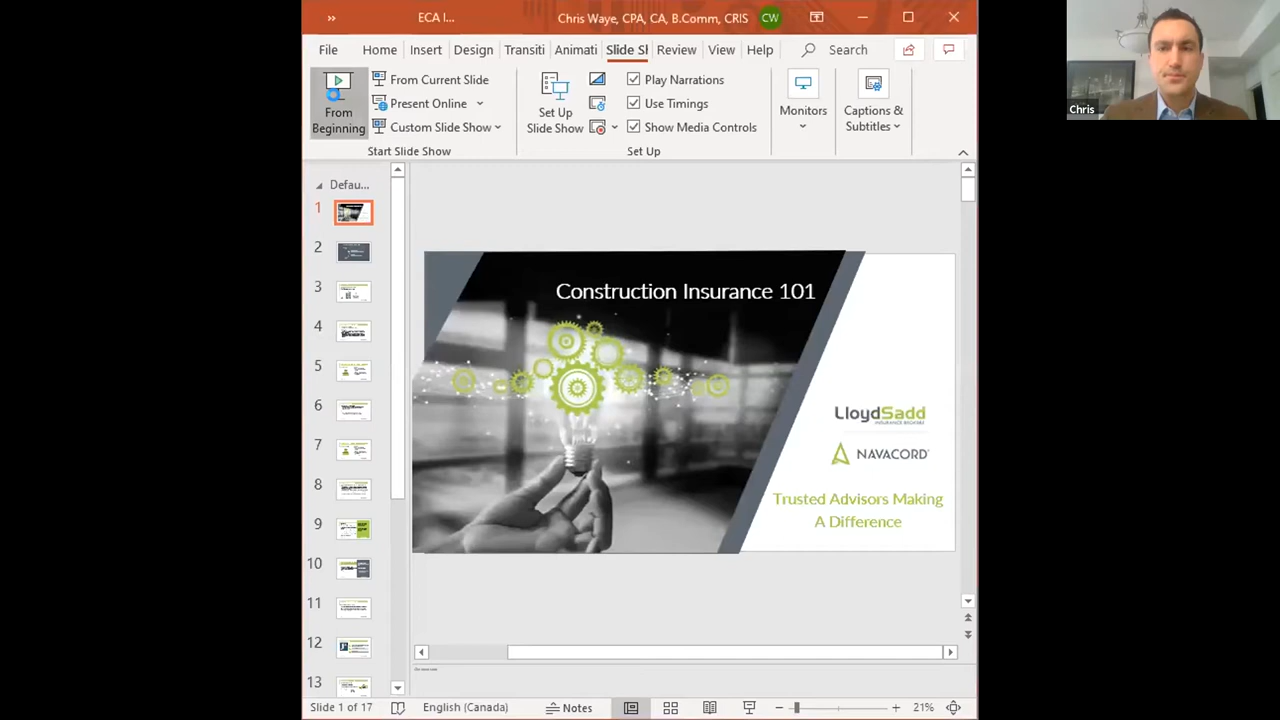 »
ECA I...
Chris Waye, CPA, CA, B.Comm, CRIS
CW
File
Home
Insert
Design
Transiti
Animati
Slide Sl
Review
View
Help
Search
From
Beginning
From Current Slide
Present Online
Custom Slide Show
Start Slide Show
Set Up
Slide Show
Play Narrations
Use Timings
Show Media Controls
Set Up
Monitors
Captions &
Subtitles
Chris
Defau...
1
2
3
4
5
6
7
8
9
10
11
12
13
Construction Insurance 101
LloydSadd
INSURANCE BROKERS
NAVACORD
Trusted Advisors Making
A Difference
Slide 1 of 17
English (Canada)
Notes
21%